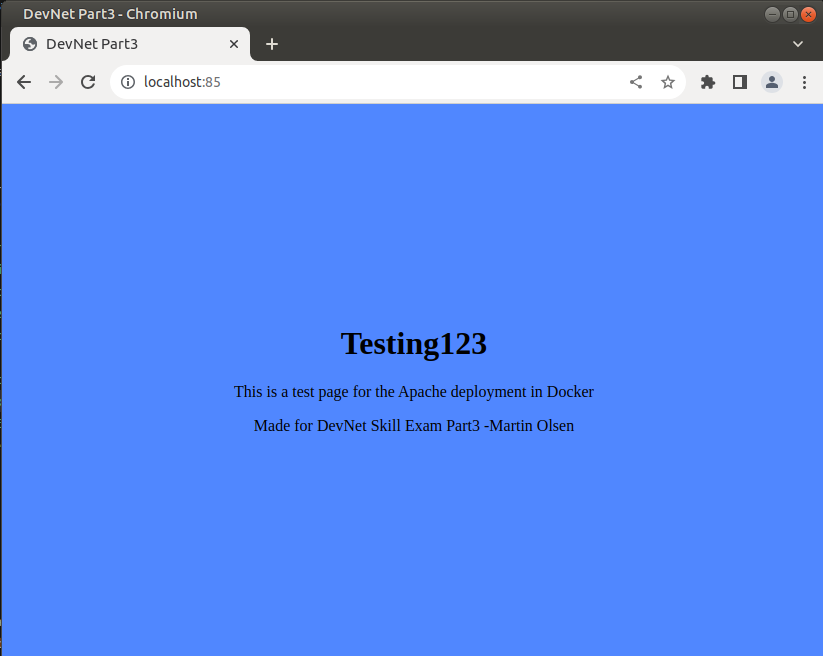 DevNet Part3 - Chromium
DevNet Part3
localhost:85
Testing123
This is a test page for the Apache deployment in Docker
Made for DevNet Skill Exam Part3 -Martin Olsen